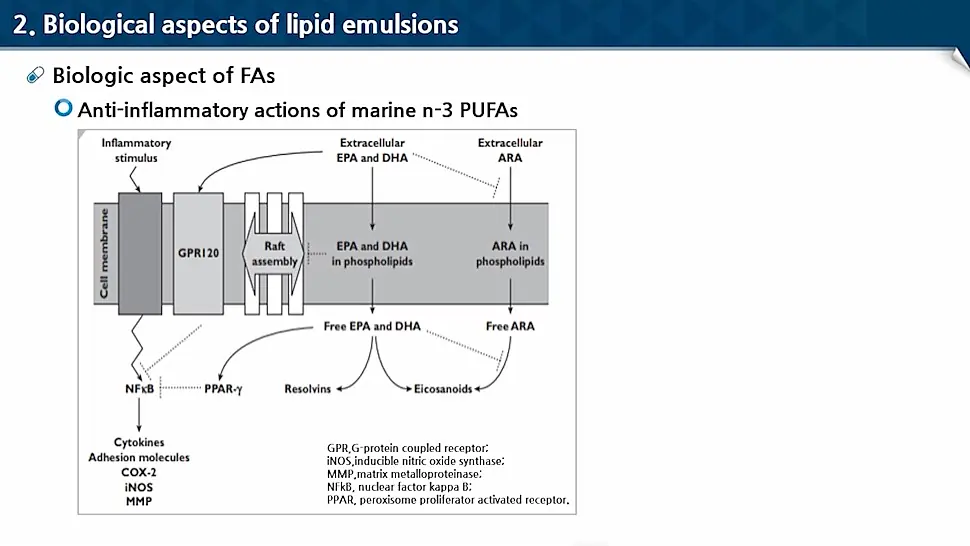 2. Biological aspects of lipid emulsions
Biologic aspect of FAs
Anti-inflammatory actions of marine n-3 PUFAs
Inflammatory
stimulus
Extracellular
EPA and DHA
Extracellular
ARA
Cell membrane
GPR120
Raft
assembly
EPA and DHA
in phospholipids
ARA in
phospholipids
Free EPA and DHA
Free ARA
NFκB
PPAR-γ
Resolvins
Eicosanoids
Cytokines
Adhesion molecules
COX-2
iNOS
MMP
GPR,G-protein coupled receptor;
iNOS,inducible nitric oxide synthase;
MMP,matrix metalloproteinase;
NFkB, nuclear factor kappa B;
PPAR, peroxisome proliferator activated receptor.